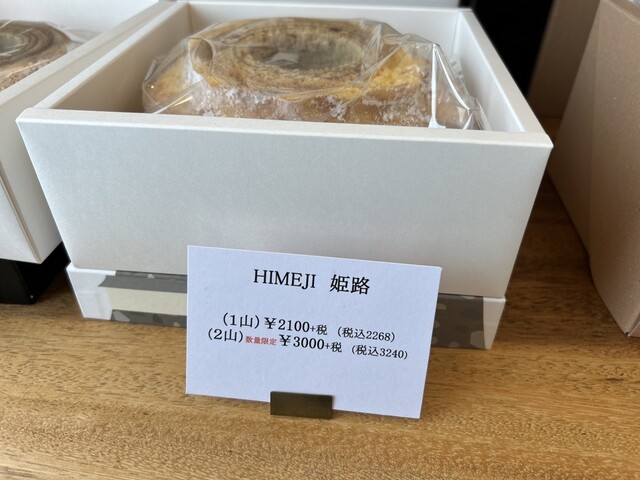 HIMEJI 姫路
(1山)￥2100+税 (税込2268)
(2山)数量限定￥3000+税 (税込3240)